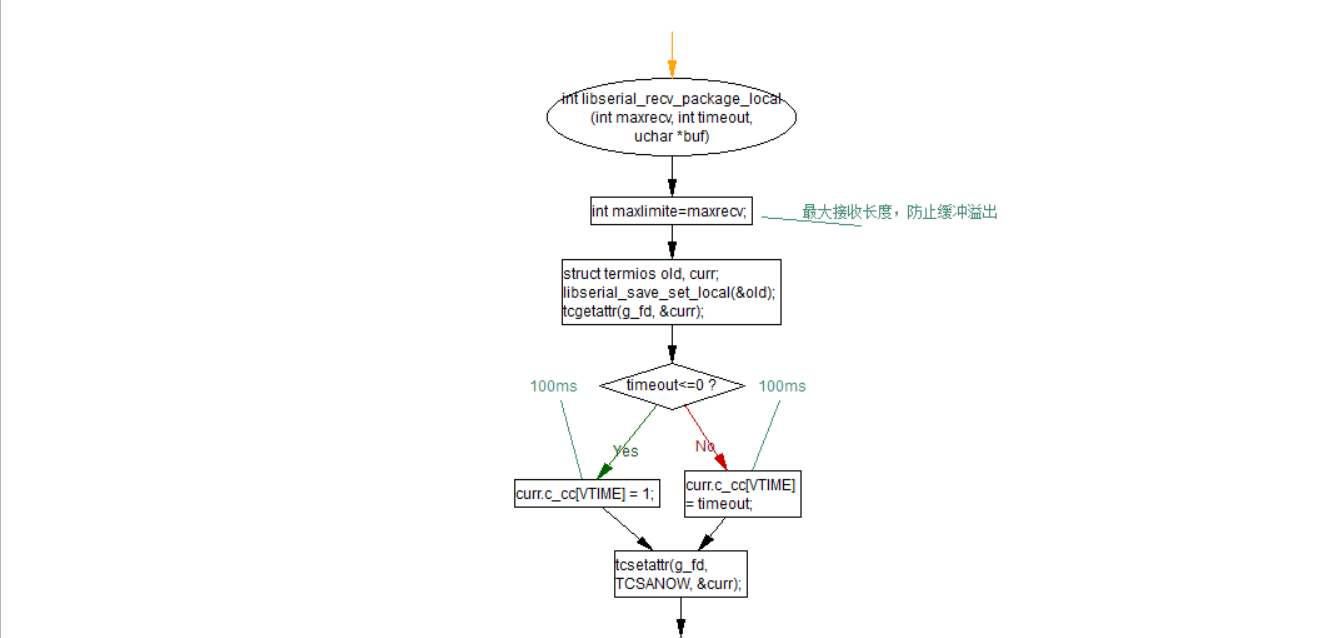 int libserial_recv_package_local
(int maxrecv, int timeout,
uchar *buf)
int maxlimite=maxrecv;
最大接收长度，防止缓冲溢出
struct termios old, curr;
libserial_save_set_local(&old);
tcgetattr(g_fd, &curr);
100ms
timeout<=0 ?
100ms
Yes
No
curr.c_cc[VTIME] = 1;
curr.c_cc[VTIME]
= timeout;
tcsetattr(g_fd,
TCSANOW, &curr);